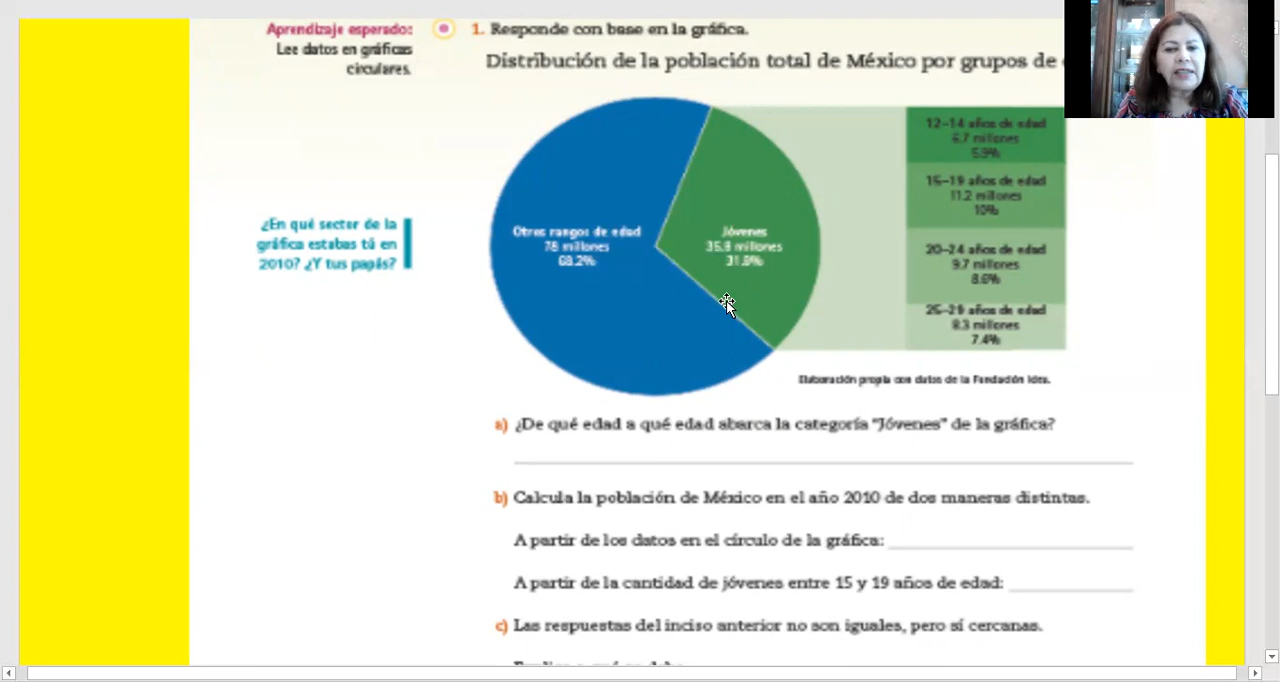 Aprendizaje esperado:
Lee datos en gráficas
circulares.
1. Responde con base en la gráfica.
Distribución de la población total de México por grupos de
¿En qué sector de la
gráfica estabas tú en
2010? ¿Y tus papás?
Otros rangos de edad
78 millones
68.2%
Jóvenes
35.8 millones
31.8%
12–14 años de edad
6.7 millones
5.9%
15–19 años de edad
11.2 millones
10%
20–24 años de edad
9.7 millones
8.6%
25–29 años de edad
8.3 millones
7.4%
Elaboración propia con datos de la Fundación Idea.
a) ¿De qué edad a qué edad abarca la categoría "Jóvenes" de la gráfica?
b) Calcula la población de México en el año 2010 de dos maneras distintas.
A partir de los datos en el círculo de la gráfica:
A partir de la cantidad de jóvenes entre 15 y 19 años de edad:
c) Las respuestas del inciso anterior no son iguales, pero sí cercanas.